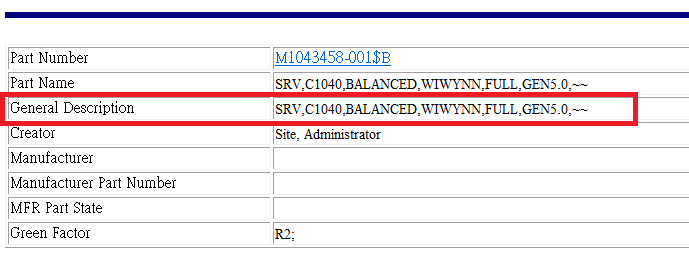 Part Number M1043458-001$B
Part Name SRV,C1040,BALANCED,WIWYNN,FULL,GEN5.0,~~
General Description SRV,C1040,BALANCED,WIWYNN,FULL,GEN5.0,~~
Creator Site, Administrator
Manufacturer
Manufacturer Part Number
MFR Part State
Green Factor R2;